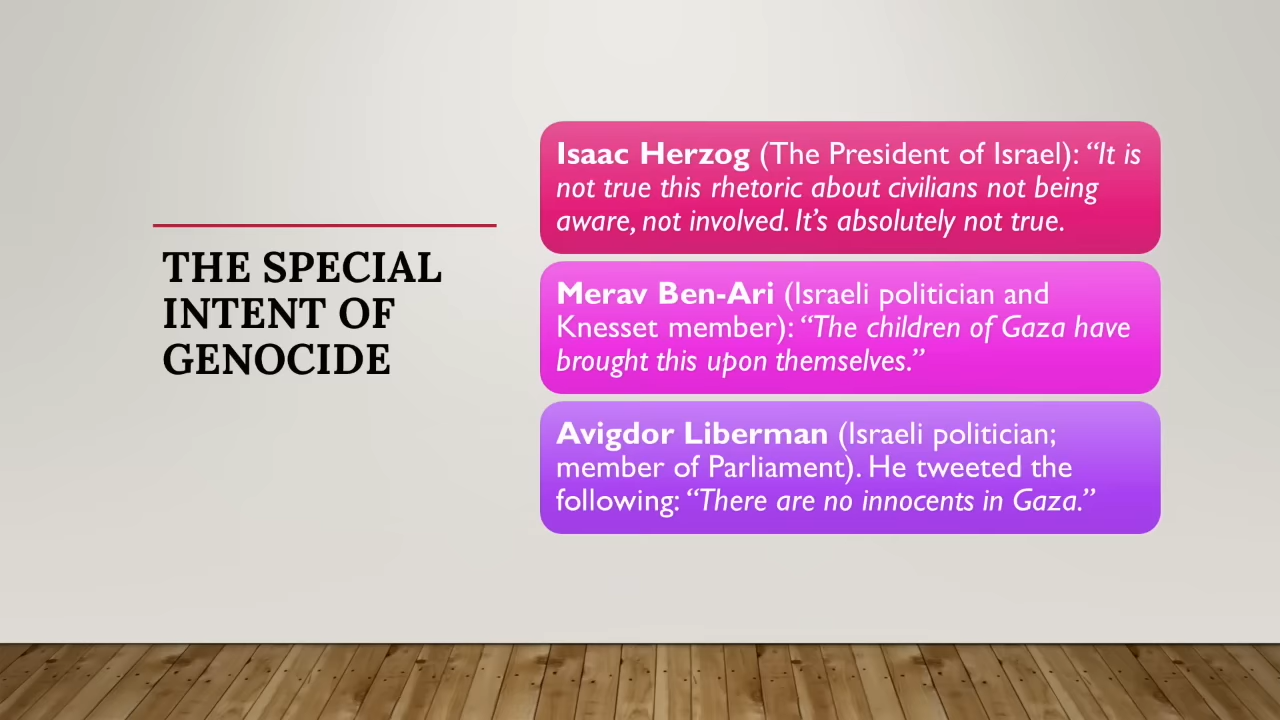 THE SPECIAL
INTENT OF
GENOCIDE
Isaac Herzog (The President of Israel): “It is
not true this rhetoric about civilians not being
aware, not involved. It’s absolutely not true.
Merav Ben-Ari (Israeli politician and
Knesset member): “The children of Gaza have
brought this upon themselves.”
Avigdor Liberman (Israeli politician;
member of Parliament). He tweeted the
following: “There are no innocents in Gaza.”